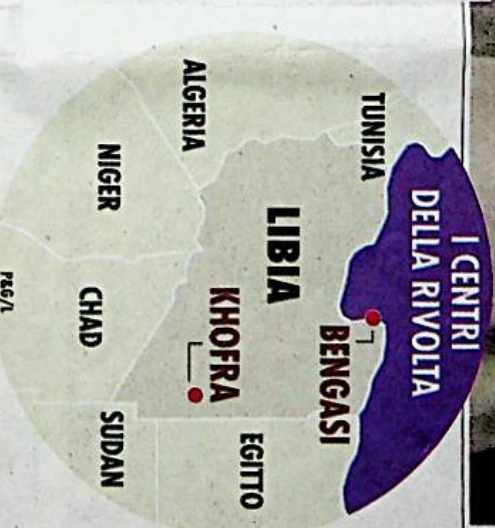 I CENTRI
DELLA RIVOLTA
TUNISIA
ALGERIA
LIBIA
BENGASI
KHOFRA
EGITTO
NIGER
CHAD
SUDAN
P&G/L